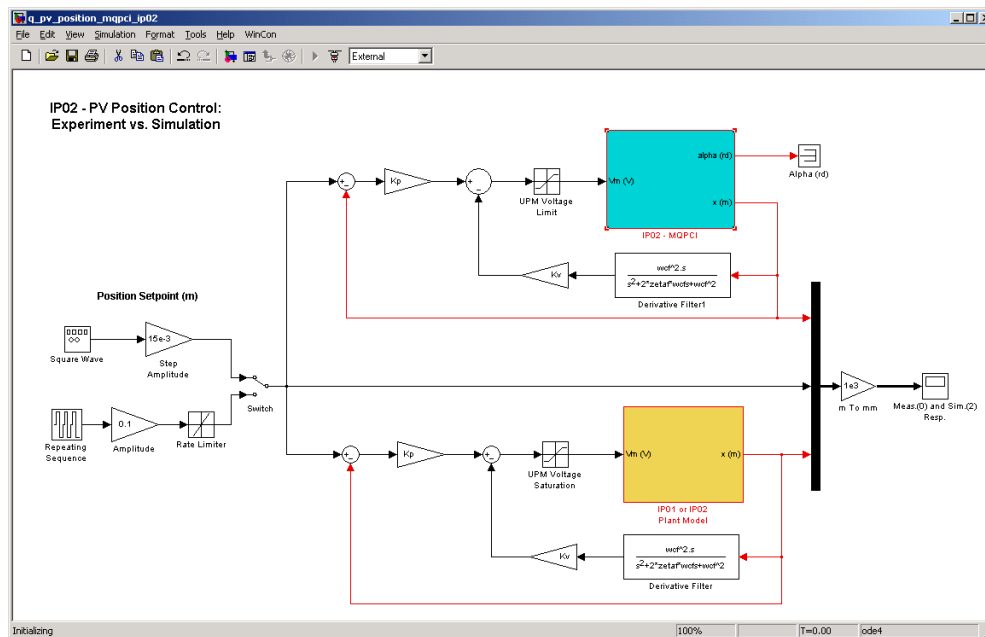 q_pv_position_mqpci_ip02
File Edit View Simulation Format Tools Help WinCon
External
IP02 - PV Position Control:
Experiment vs. Simulation
Kp
UPM Voltage
Limit
Vm (V)
alpha (rd)
x (m)
IP02 - MQPCI
Alpha (rd)
Kv
wcf^2.s
s2+2*zetaf*wcfs+wcf^2
Derivative Filter1
Position Setpoint (m)
Square Wave
15e-3
Step
Amplitude
Switch
Repeating
Sequence
0.1
Amplitude
Rate Limiter
1e3
m To mm
Meas.(0) and Sim.(2)
Resp.
Kp
UPM Voltage
Saturation
Vm (V)
x (m)
IP01 or IP02
Plant Model
Kv
wcf^2.s
s2+2*zetaf*wcfs+wcf^2
Derivative Filter
Initializing
100%
T=0.00
ode4